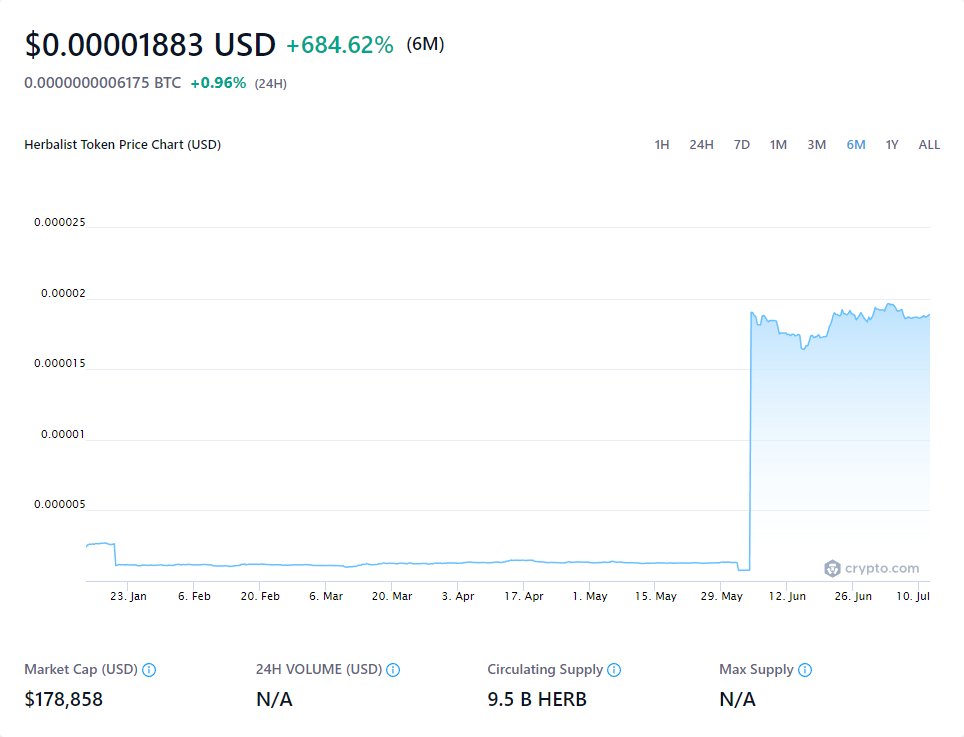 $0.00001883 USD +684.62% (6M)
0.0000000006175 BTC +0.96% (24H)
Herbalist Token Price Chart (USD)
1H 24H 7D 1M 3M 6M 1Y ALL
0.000025
0.00002
0.000015
0.00001
0.000005
crypto.com
23. Jan 6. Feb 20. Feb 6. Mar 20. Mar 3. Apr 17. Apr 1. May 15. May 29. May 12. Jun 26. Jun 10. Jul
Market Cap (USD) 24H VOLUME (USD) Circulating Supply Max Supply
$178,858 N/A 9.5 B HERB N/A